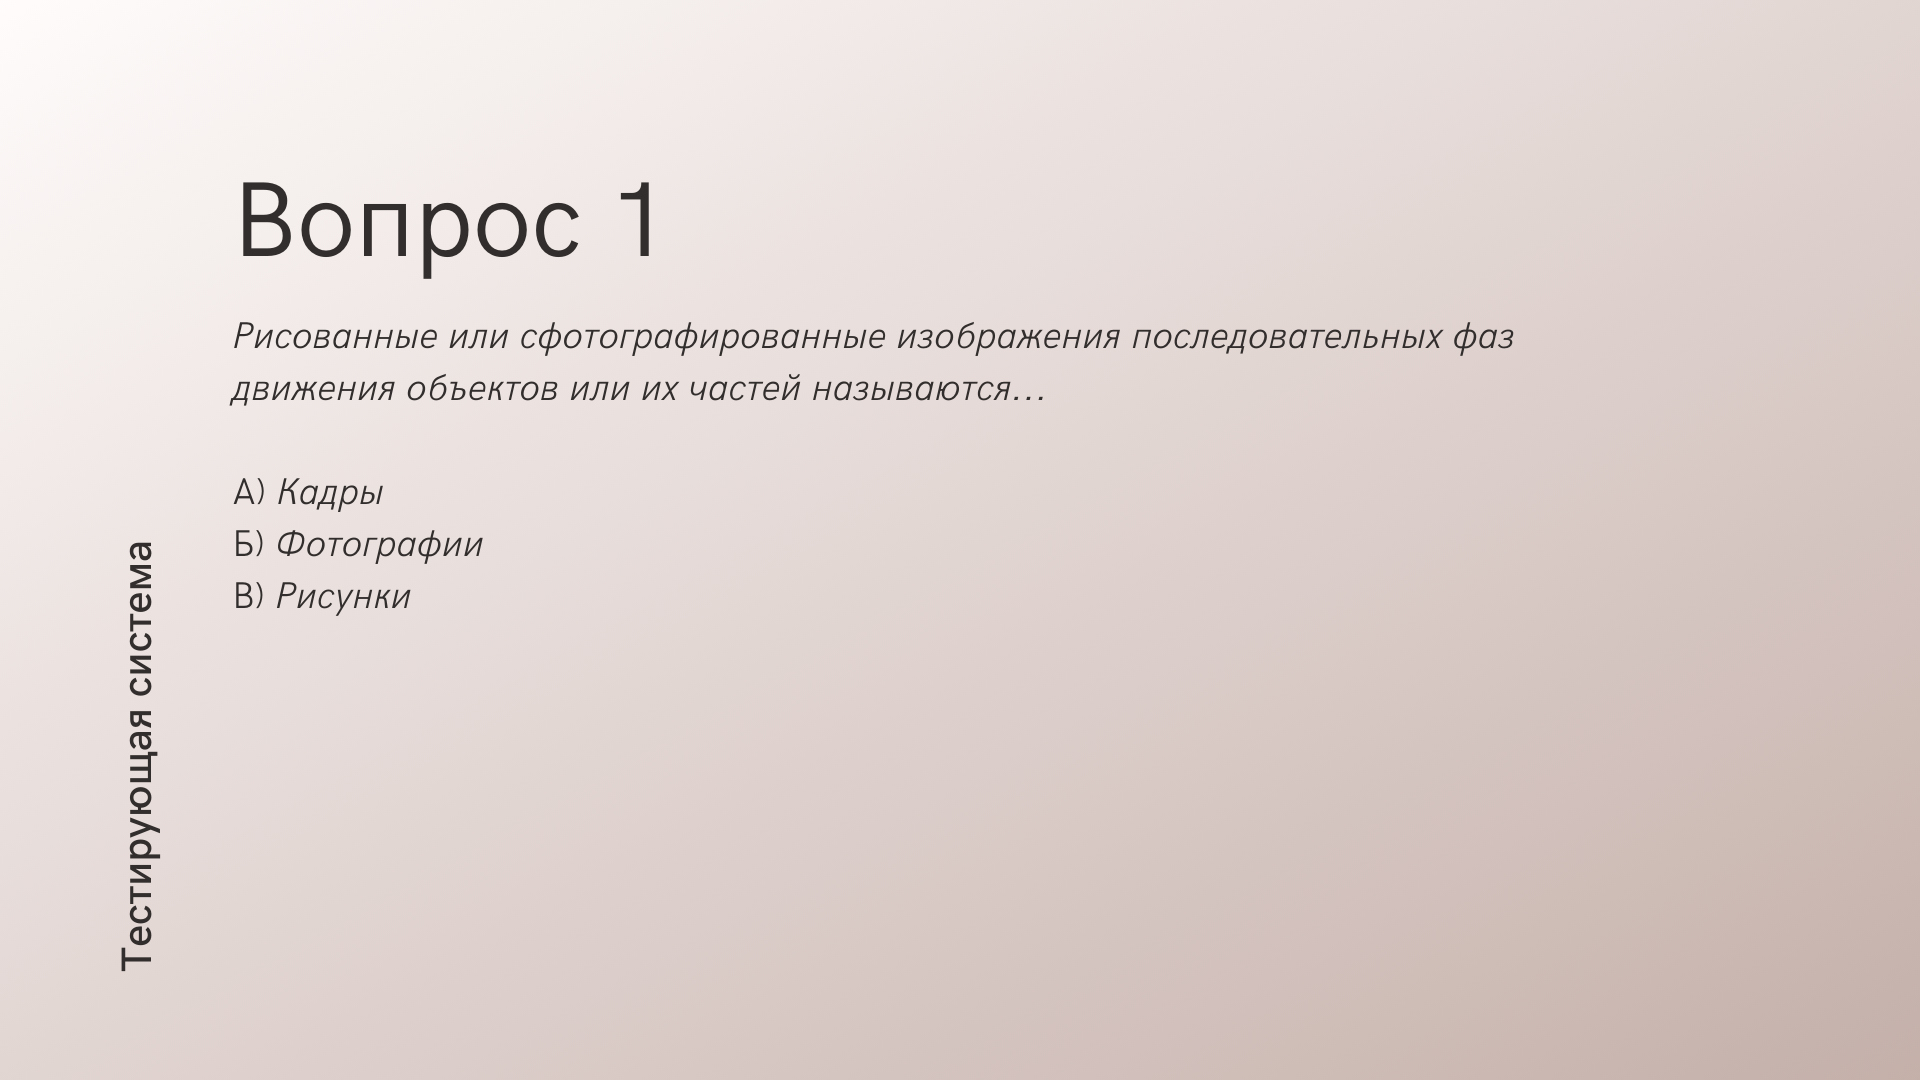 Вопрос 1
Рисованные или сфотографированные изображения последовательных фаз
движения объектов или их частей называются…
А) Кадры
Б) Фотографии
В) Рисунки
Тестирующая система